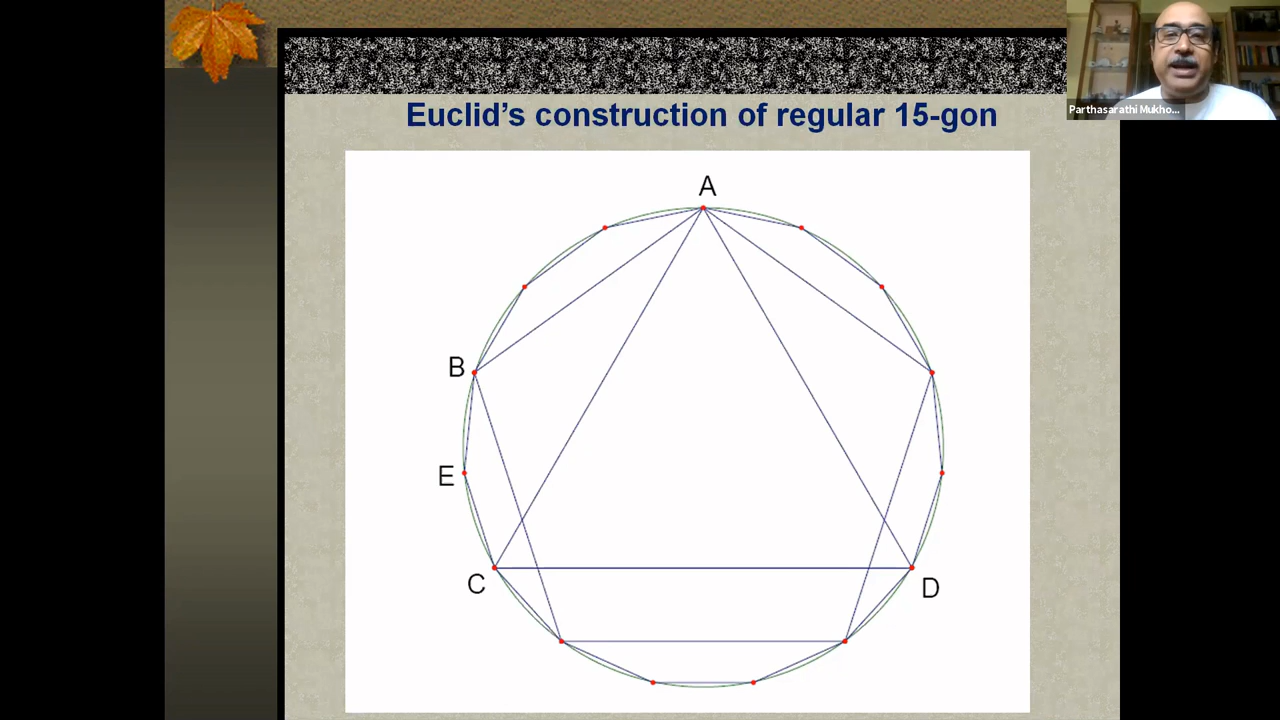 Euclid's construction of regular 15-gon
Parthasarathi Mukho...
A
B
E
C
D